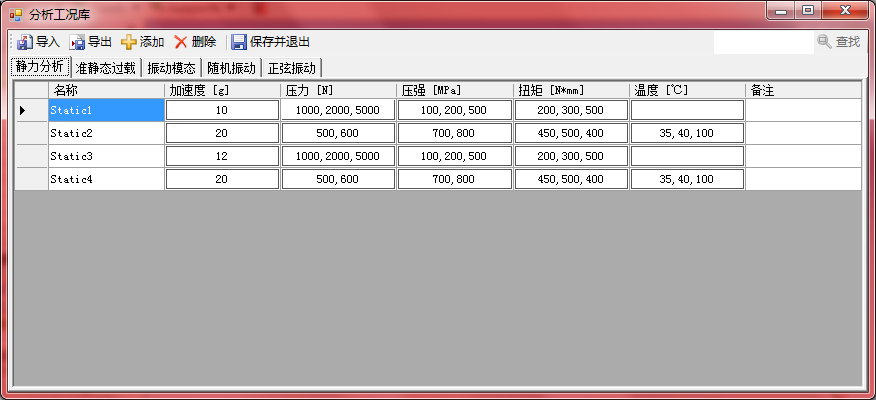 分析工况库
导入 导出 添加 删除 保存并退出 查找
静力分析 准静态过载 振动模态 随机振动 正弦振动
名称 加速度 [g] 压力 [N] 压强 [MPa] 扭矩 [N*mm] 温度 [℃] 备注
Static1 10 1000,2000,5000 100,200,500 200,300,500
Static2 20 500,600 700,800 450,500,400 35,40,100
Static3 12 1000,2000,5000 100,200,500 200,300,500
Static4 20 500,600 700,800 450,500,400 35,40,100